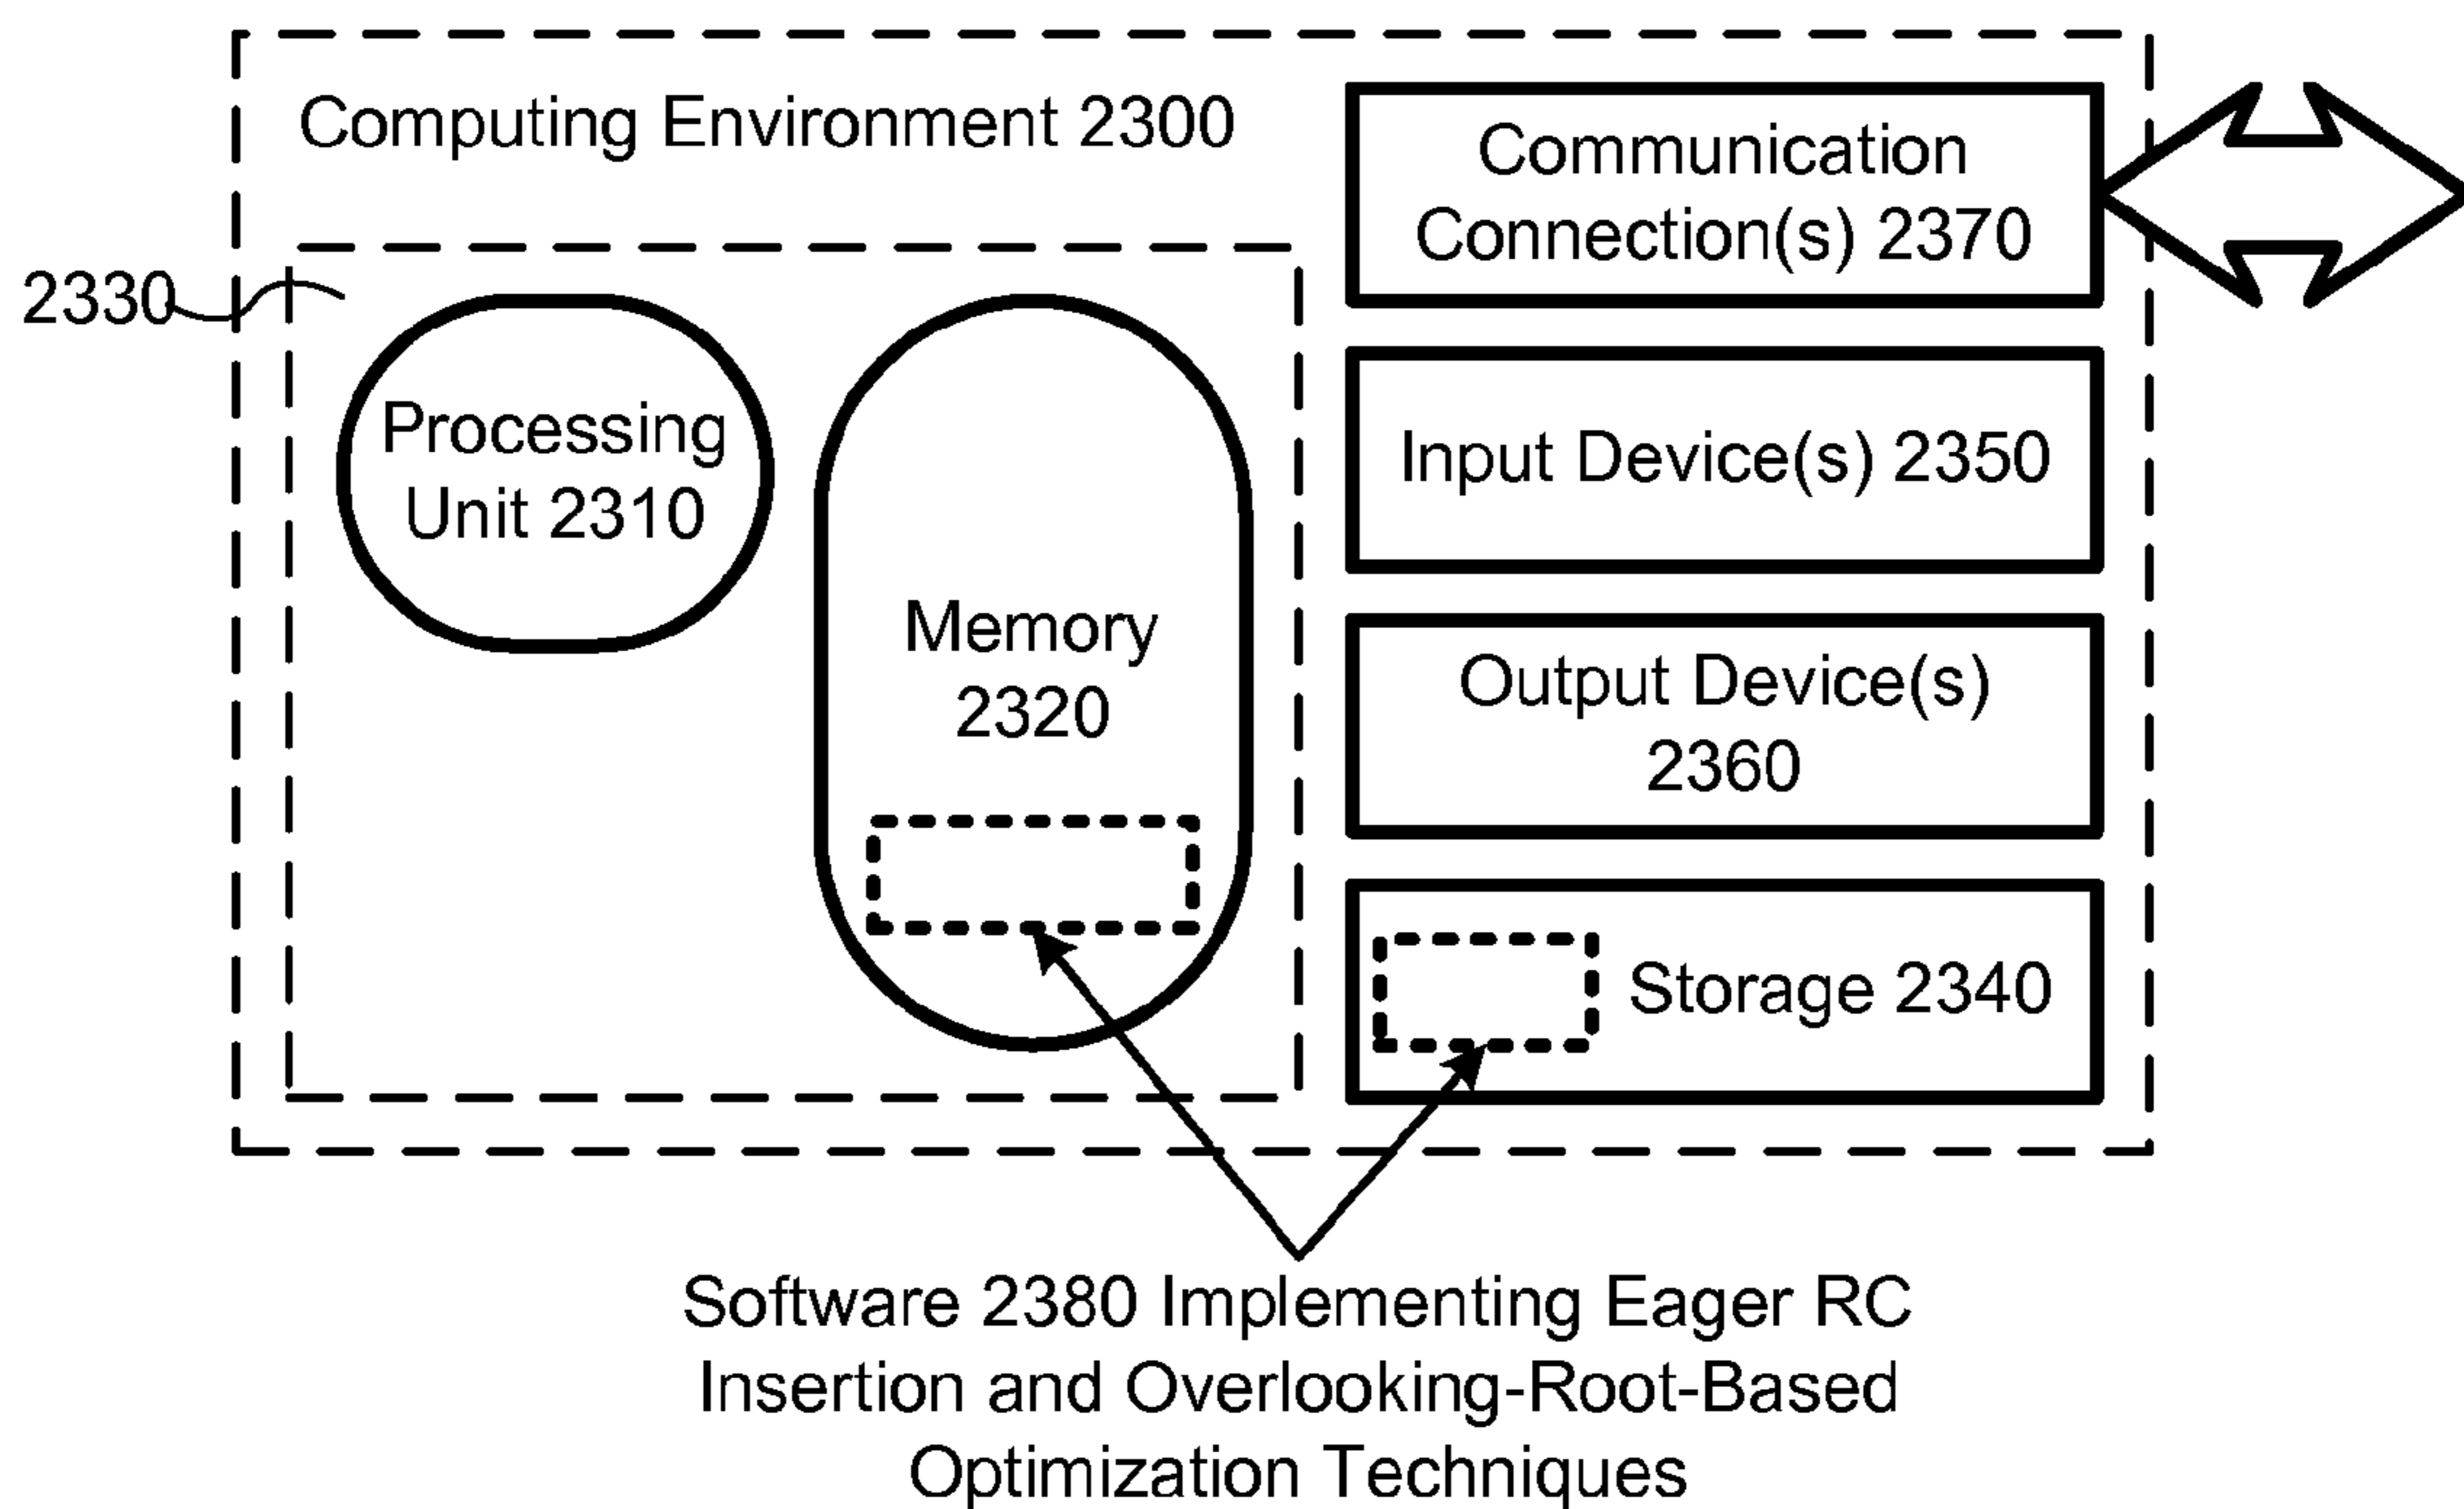 Computing Environment 2300
Communication
Connection(s) 2370
2330
Processing
Unit 2310
Memory
2320
Input Device(s) 2350
Output Device(s)
2360
Storage 2340
Software 2380 Implementing Eager RC
Insertion and Overlooking-Root-Based
Optimization Techniques